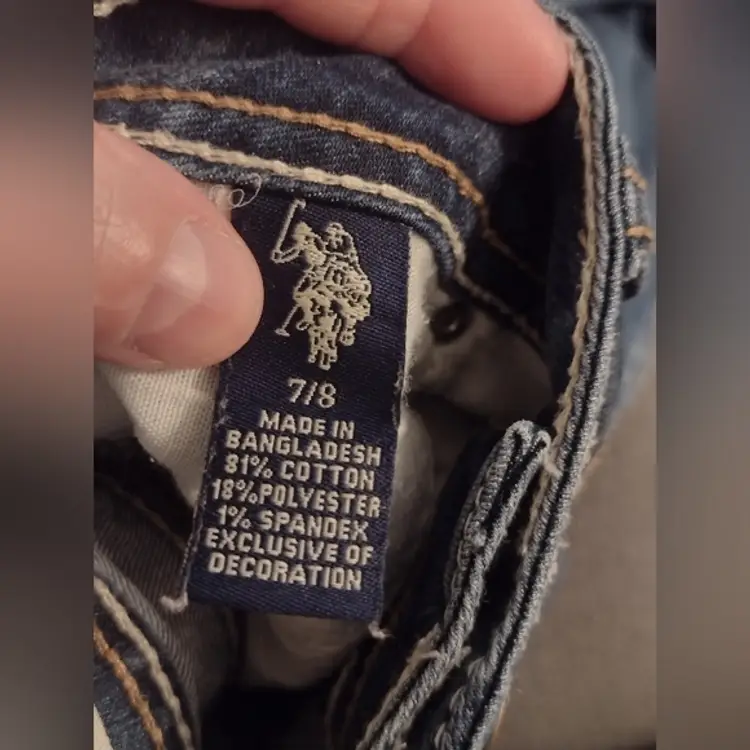 7/8
MADE IN
BANGLADESH
81% COTTON
18% POLYESTER
1% SPANDEX
EXCLUSIVE OF
DECORATION